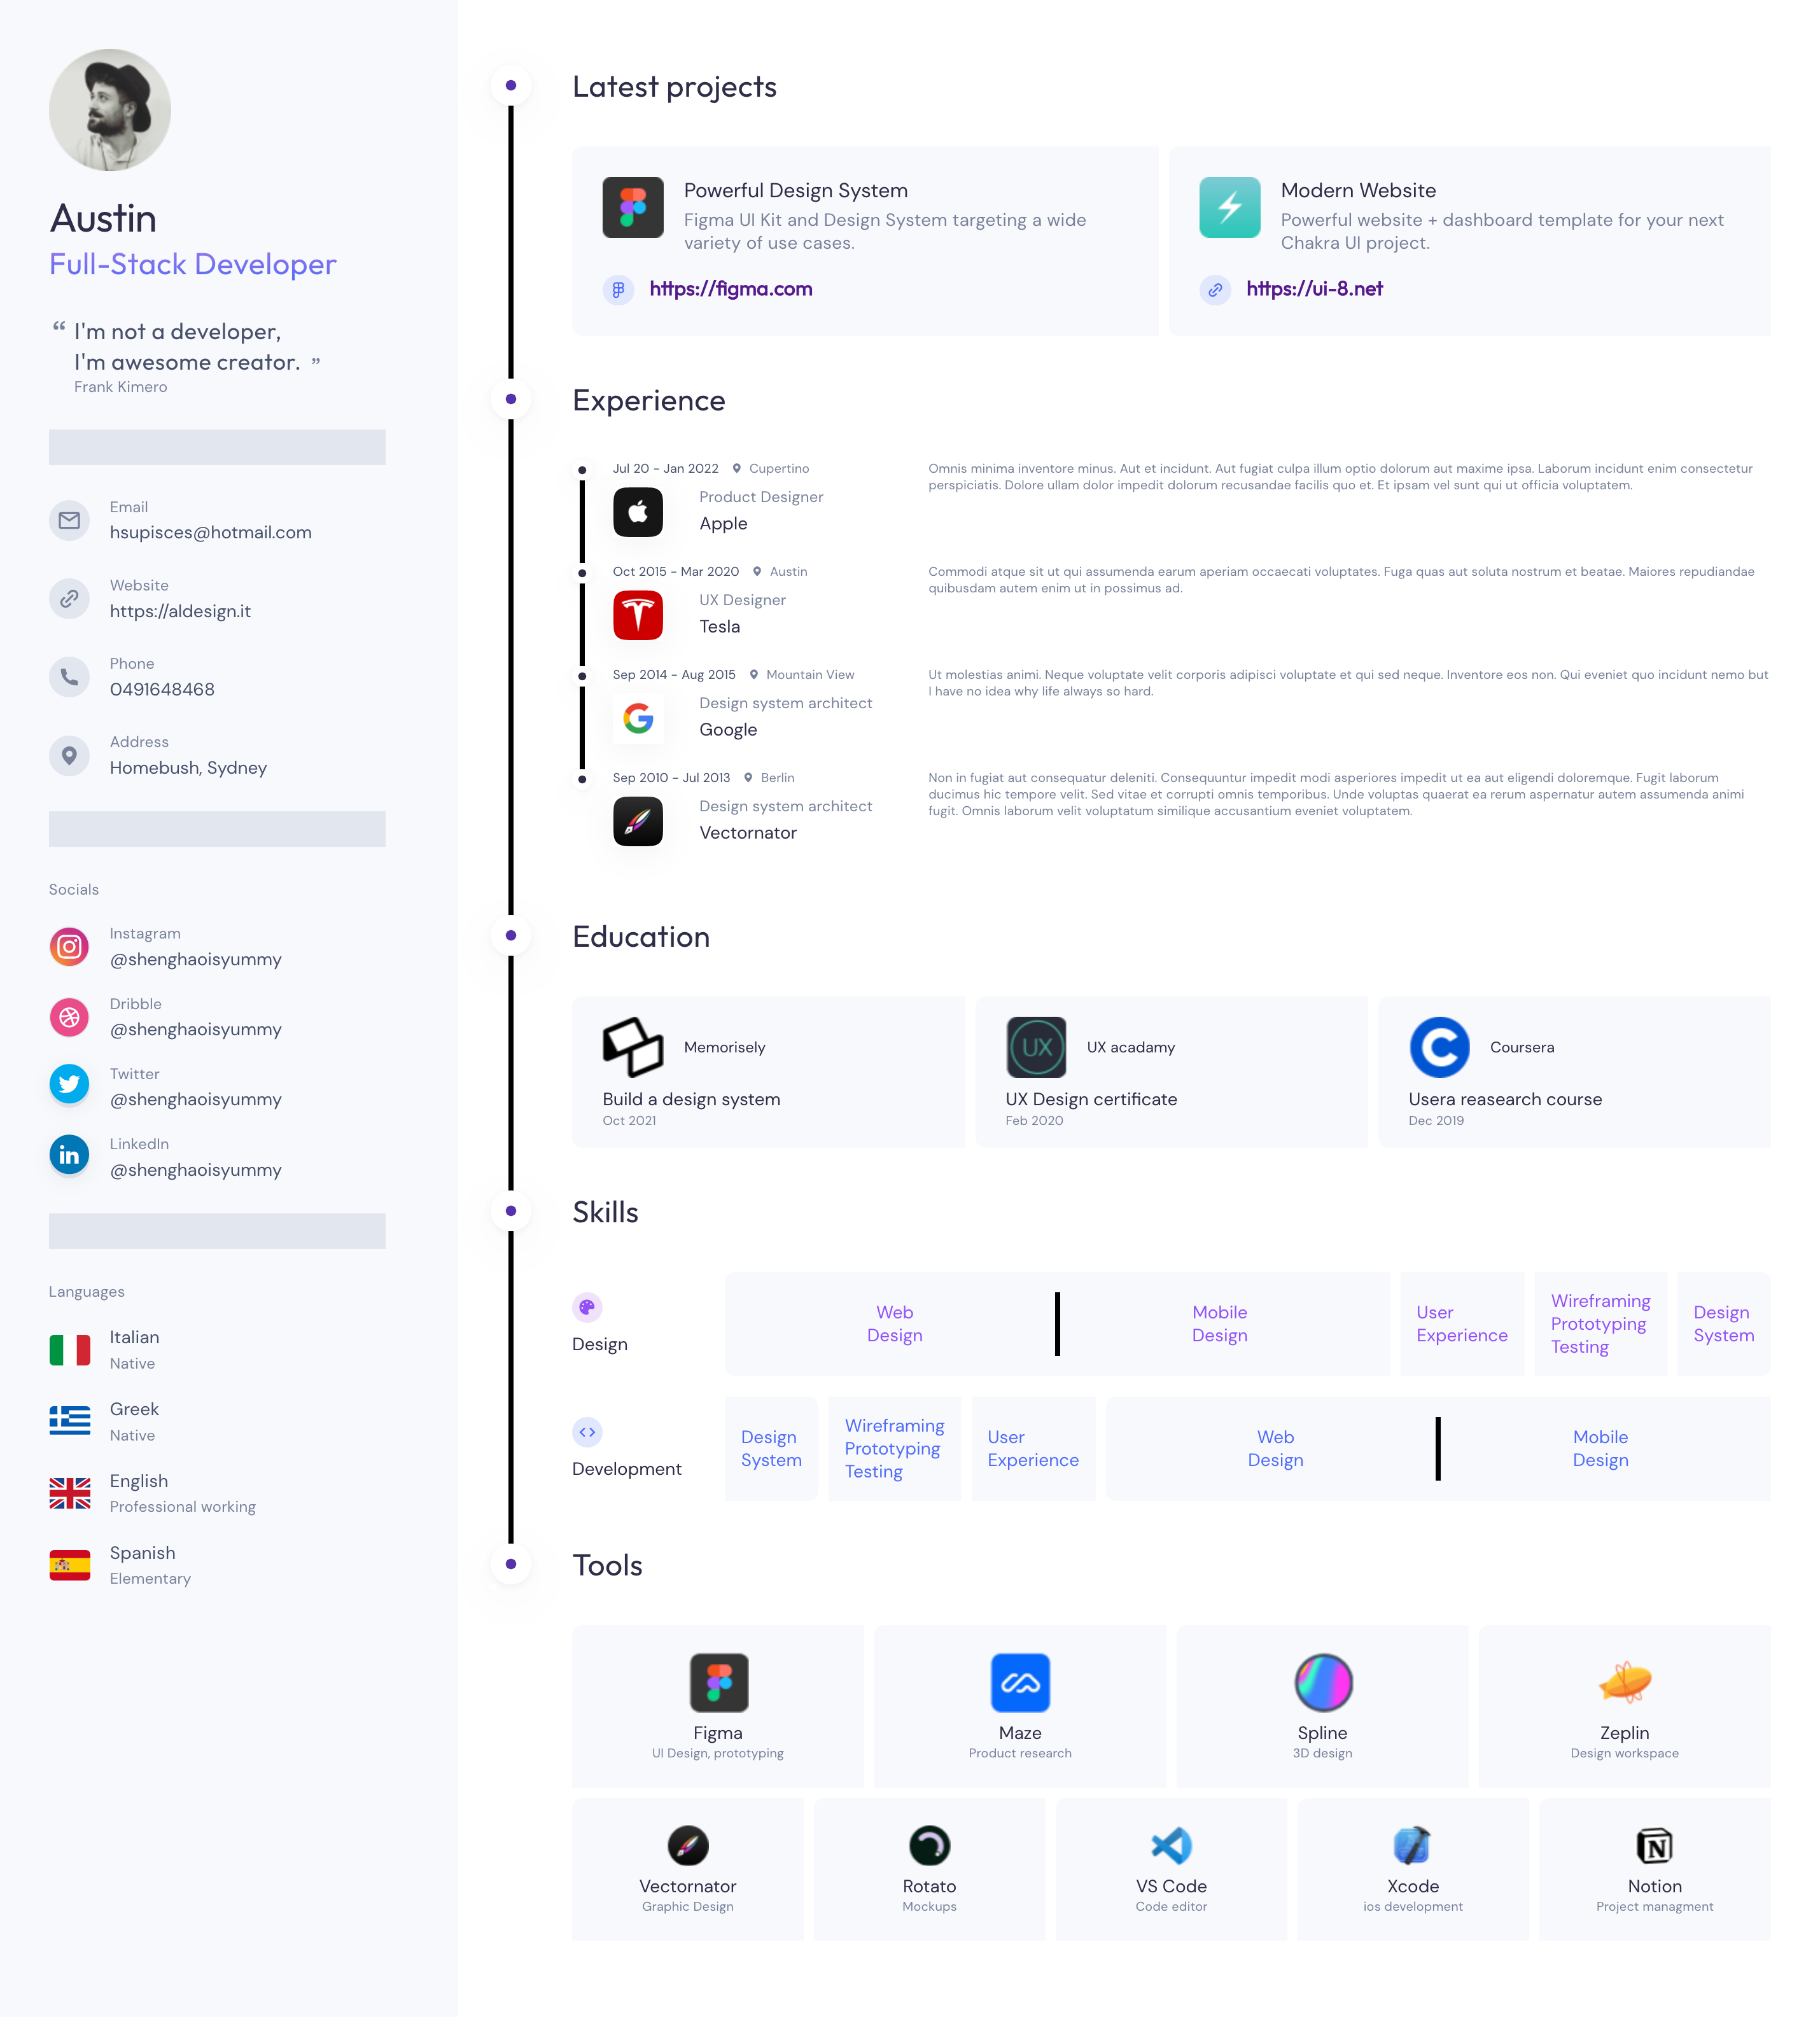 Austin
Full-Stack Developer
“ I'm not a developer,
I'm awesome creator. ”
Frank Kimero
Email
hsupisces@hotmail.com
Website
https://aldesign.it
Phone
0491648468
Address
Homebush, Sydney
Socials
Instagram
@shenghaoisyummy
Dribble
@shenghaoisyummy
Twitter
@shenghaoisyummy
LinkedIn
@shenghaoisyummy
Languages
Italian
Native
Greek
Native
English
Professional working
Spanish
Elementary
Latest projects
Powerful Design System
Figma UI Kit and Design System targeting a wide
variety of use cases.
https://figma.com
Modern Website
Powerful website + dashboard template for your next
Chakra UI project.
https://ui-8.net
Experience
Jul 20 - Jan 2022 Cupertino
Product Designer
Apple
Omnis minima inventore minus. Aut et incidunt. Aut fugiat culpa illum optio dolorum aut maxime ipsa. Laborum incidunt enim consectetur
perspiciatis. Dolore ullam dolor impedit dolorum recusandae facilis quo et. Et ipsam vel sunt qui ut officia voluptatem.
Oct 2015 - Mar 2020 Austin
UX Designer
Tesla
Commodi atque sit ut qui assumenda earum aperiam occaecati voluptates. Fuga quas aut soluta nostrum et beatae. Maiores repudiandae
quibusdam autem enim ut in possimus ad.
Sep 2014 - Aug 2015 Mountain View
Design system architect
Google
Ut molestias animi. Neque voluptate velit corporis adipisci voluptate et qui sed neque. Inventore eos non. Qui eveniet quo incidunt nemo but
I have no idea why life always so hard.
Sep 2010 - Jul 2013 Berlin
Design system architect
Vectornator
Non in fugiat aut consequatur deleniti. Consequuntur impedit modi asperiores impedit ut ea aut eligendi doloremque. Fugit laborum
ducimus hic tempore velit. Sed vitae et corrupti omnis temporibus. Unde voluptas quaerat ea rerum aspernatur autem assumenda animi
fugit. Omnis laborum velit voluptatum similique accusantium eveniet voluptatem.
Education
Memorisely
Build a design system
Oct 2021
UX
UX acadamy
UX Design certificate
Feb 2020
Coursera
Usera reasearch course
Dec 2019
Skills
Design
Web
Design
Mobile
Design
User
Experience
Wireframing
Prototyping
Testing
Design
System
Development
Design
System
Wireframing
Prototyping
Testing
User
Experience
Web
Design
Mobile
Design
Tools
Figma
UI Design, prototyping
Maze
Product research
Spline
3D design
Zeplin
Design workspace
Vectornator
Graphic Design
Rotato
Mockups
VS Code
Code editor
Xcode
ios development
Notion
Project managment